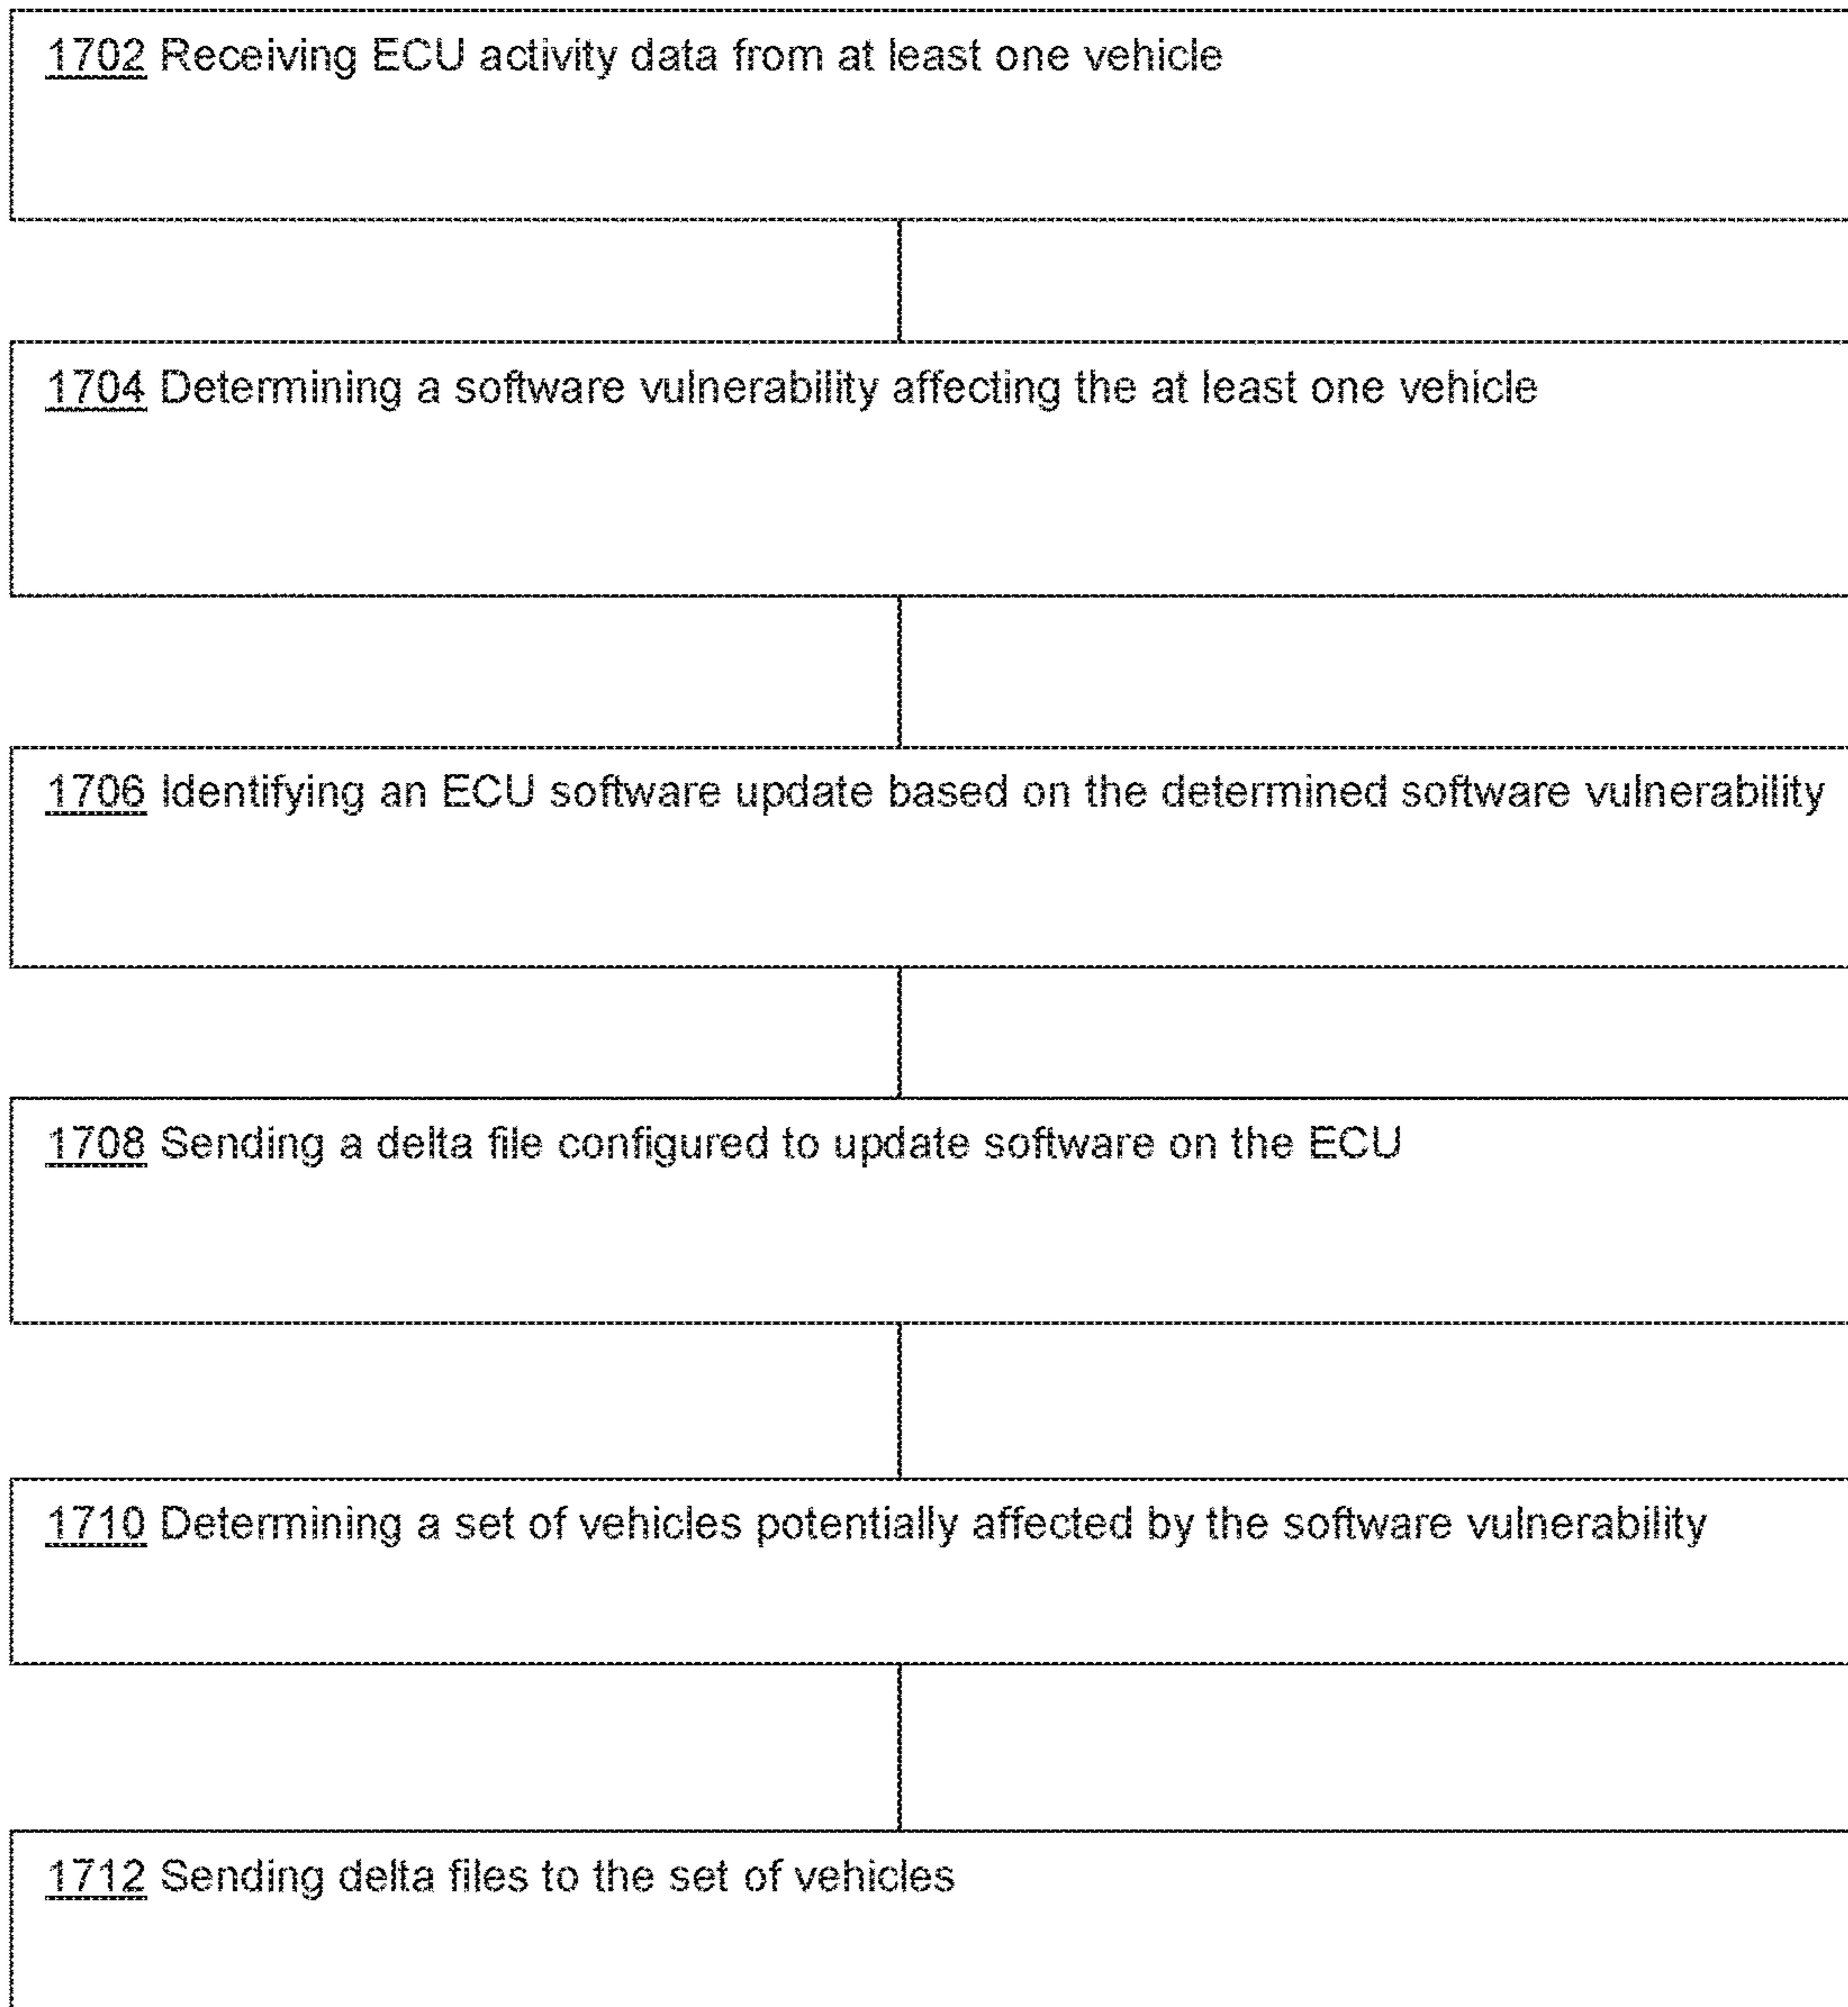 1702 Receiving ECU activity data from at least one vehicle
1704 Determining a software vulnerability affecting the at least one vehicle
1706 Identifying an ECU software update based on the determined software vulnerability
1708 Sending a delta file configured to update software on the ECU
1710 Determining a set of vehicles potentially affected by the software vulnerability
1712 Sending delta files to the set of vehicles